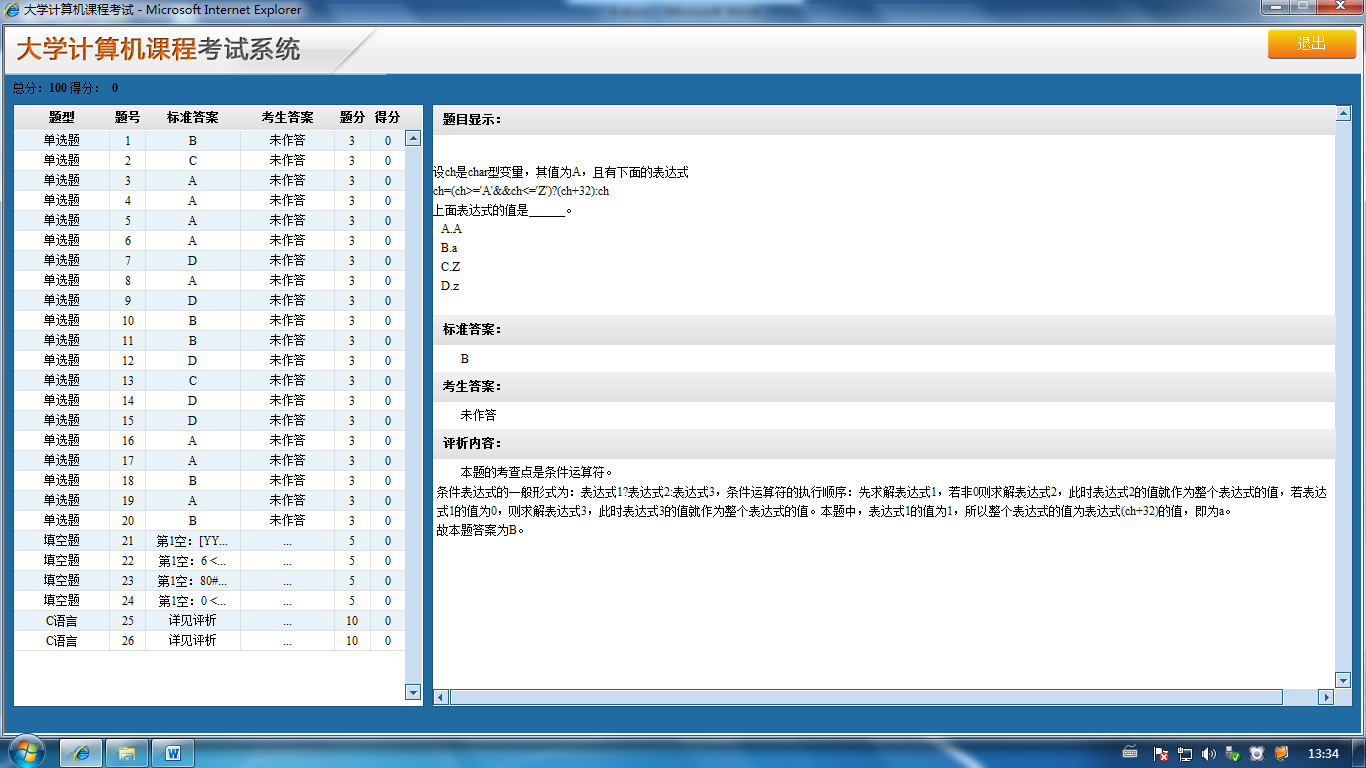 大学计算机课程考试 - Microsoft Internet Explorer
大学计算机课程考试系统
退出
总分：100 得分： 0
题型 题号 标准答案 考生答案 题分 得分
单选题 1 B 未作答 3 0
单选题 2 C 未作答 3 0
单选题 3 A 未作答 3 0
单选题 4 A 未作答 3 0
单选题 5 A 未作答 3 0
单选题 6 A 未作答 3 0
单选题 7 D 未作答 3 0
单选题 8 A 未作答 3 0
单选题 9 D 未作答 3 0
单选题 10 B 未作答 3 0
单选题 11 B 未作答 3 0
单选题 12 D 未作答 3 0
单选题 13 C 未作答 3 0
单选题 14 D 未作答 3 0
单选题 15 D 未作答 3 0
单选题 16 A 未作答 3 0
单选题 17 A 未作答 3 0
单选题 18 B 未作答 3 0
单选题 19 A 未作答 3 0
单选题 20 B 未作答 3 0
填空题 21 第1空：[YY... ... 5 0
填空题 22 第1空：6 <... ... 5 0
填空题 23 第1空：80#... ... 5 0
填空题 24 第1空：0 <... ... 5 0
C语言 25 详见评析 ... 10 0
C语言 26 详见评析 ... 10 0
题目显示：
设ch是char型变量，其值为A，且有下面的表达式
ch=(ch>='A'&&ch<='Z')?(ch+32):ch
上面表达式的值是______。
A.A
B.a
C.Z
D.z
标准答案：
B
考生答案：
未作答
评析内容：
本题的考查点是条件运算符。
条件表达式的一般形式为：表达式1?表达式2:表达式3，条件运算符的执行顺序：先求解表达式1，若非0则求解表达式2，此时表达式2的值就作为整个表达式的值，若表达
式1的值为0，则求解表达式3，此时表达式3的值就作为整个表达式的值。本题中，表达式1的值为1，所以整个表达式的值为表达式(ch+32)的值，即为a。
故本题答案为B。
13:34